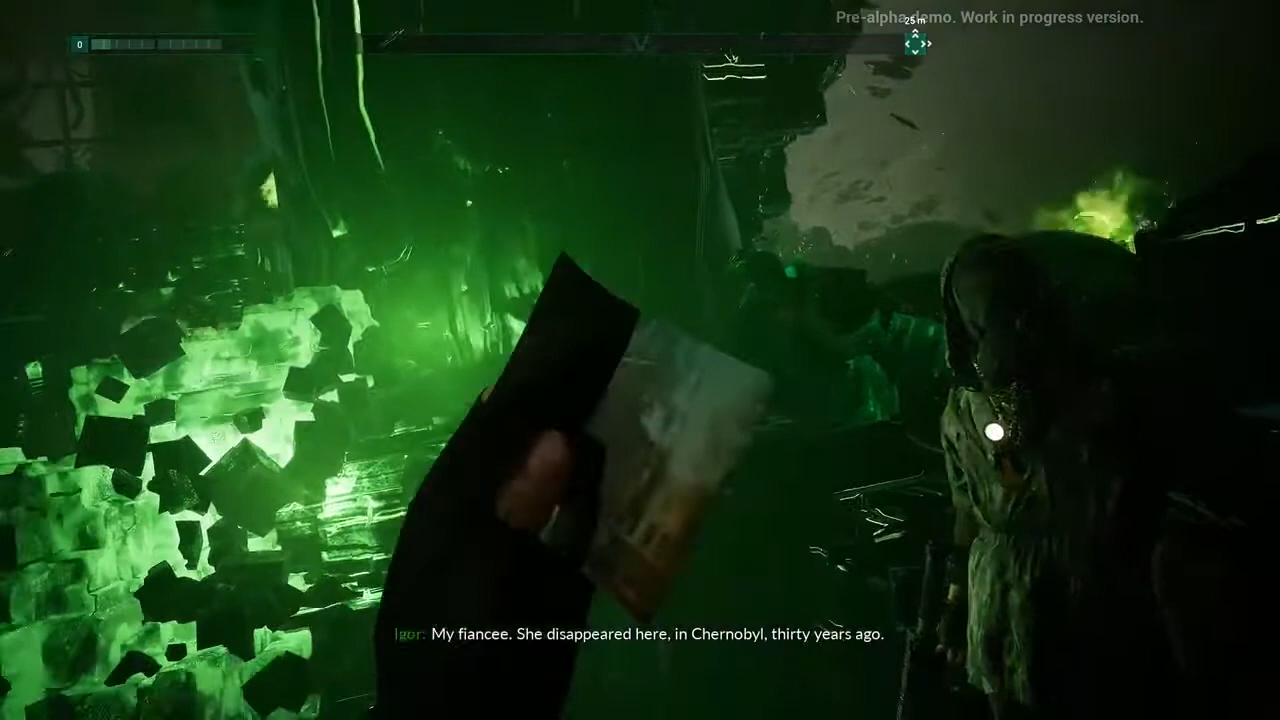 Pre-alpha demo. Work in progress version.
25 m
0
Igor: My fiancee. She disappeared here, in Chernobyl, thirty years ago.